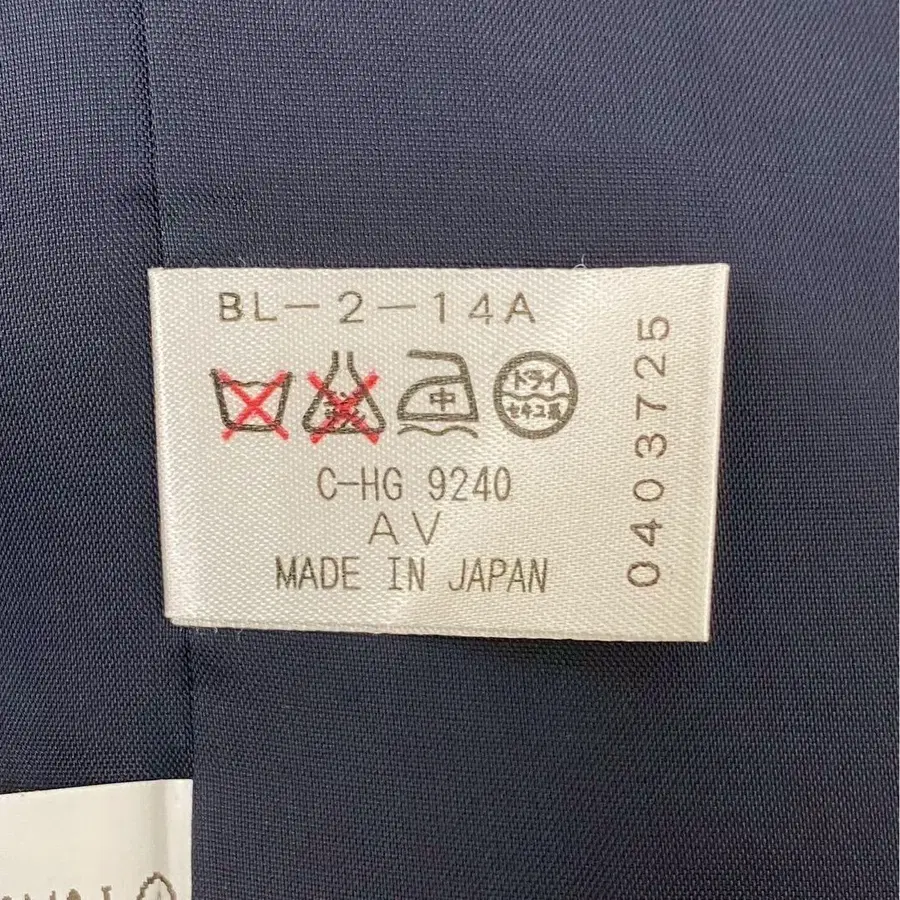 BL-2-14A
中
ドライ
セキユ系
C-HG 9240
AV
MADE IN JAPAN
0403725